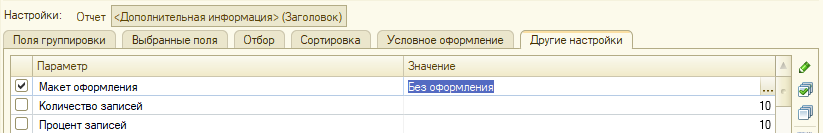 Настройки: Отчет <Дополнительная информация> (Заголовок)
Поля группировки Выбранные поля Отбор Сортировка Условное оформление Другие настройки
Параметр Значение
Макет оформления Без оформления ...
Количество записей 10
Процент записей 10